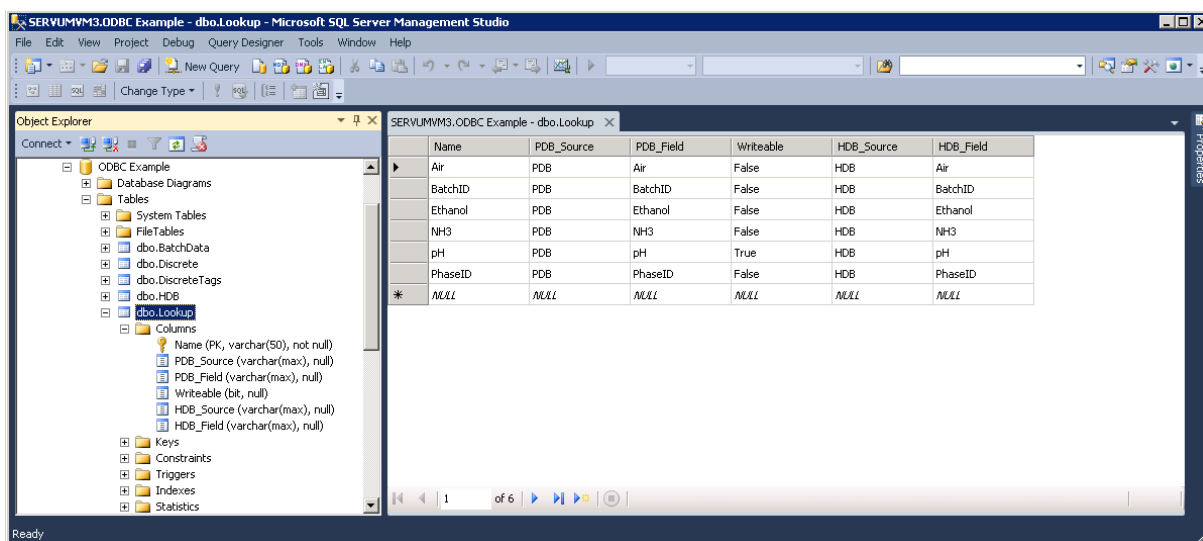 SERVUMVM3.ODBC Example - dbo.Lookup - Microsoft SQL Server Management Studio
File Edit View Project Debug Query Designer Tools Window Help
New Query
Change Type
Object Explorer
SERVUMVM3.ODBC Example - dbo.Lookup
Properties
Connect
ODBC Example
Database Diagrams
Tables
System Tables
FileTables
dbo.BatchData
dbo.Discrete
dbo.DiscreteTags
dbo.HDB
dbo.Lookup
Columns
Name (PK, varchar(50), not null)
PDB_Source (varchar(max), null)
PDB_Field (varchar(max), null)
Writeable (bit, null)
HDB_Source (varchar(max), null)
HDB_Field (varchar(max), null)
Keys
Constraints
Triggers
Indexes
Statistics
Name PDB_Source PDB_Field Writeable HDB_Source HDB_Field
Air PDB Air False HDB Air
BatchID PDB BatchID False HDB BatchID
Ethanol PDB Ethanol False HDB Ethanol
NH3 PDB NH3 False HDB NH3
pH PDB pH True HDB pH
PhaseID PDB PhaseID False HDB PhaseID
NULL NULL NULL NULL NULL NULL
1 of 6
Ready